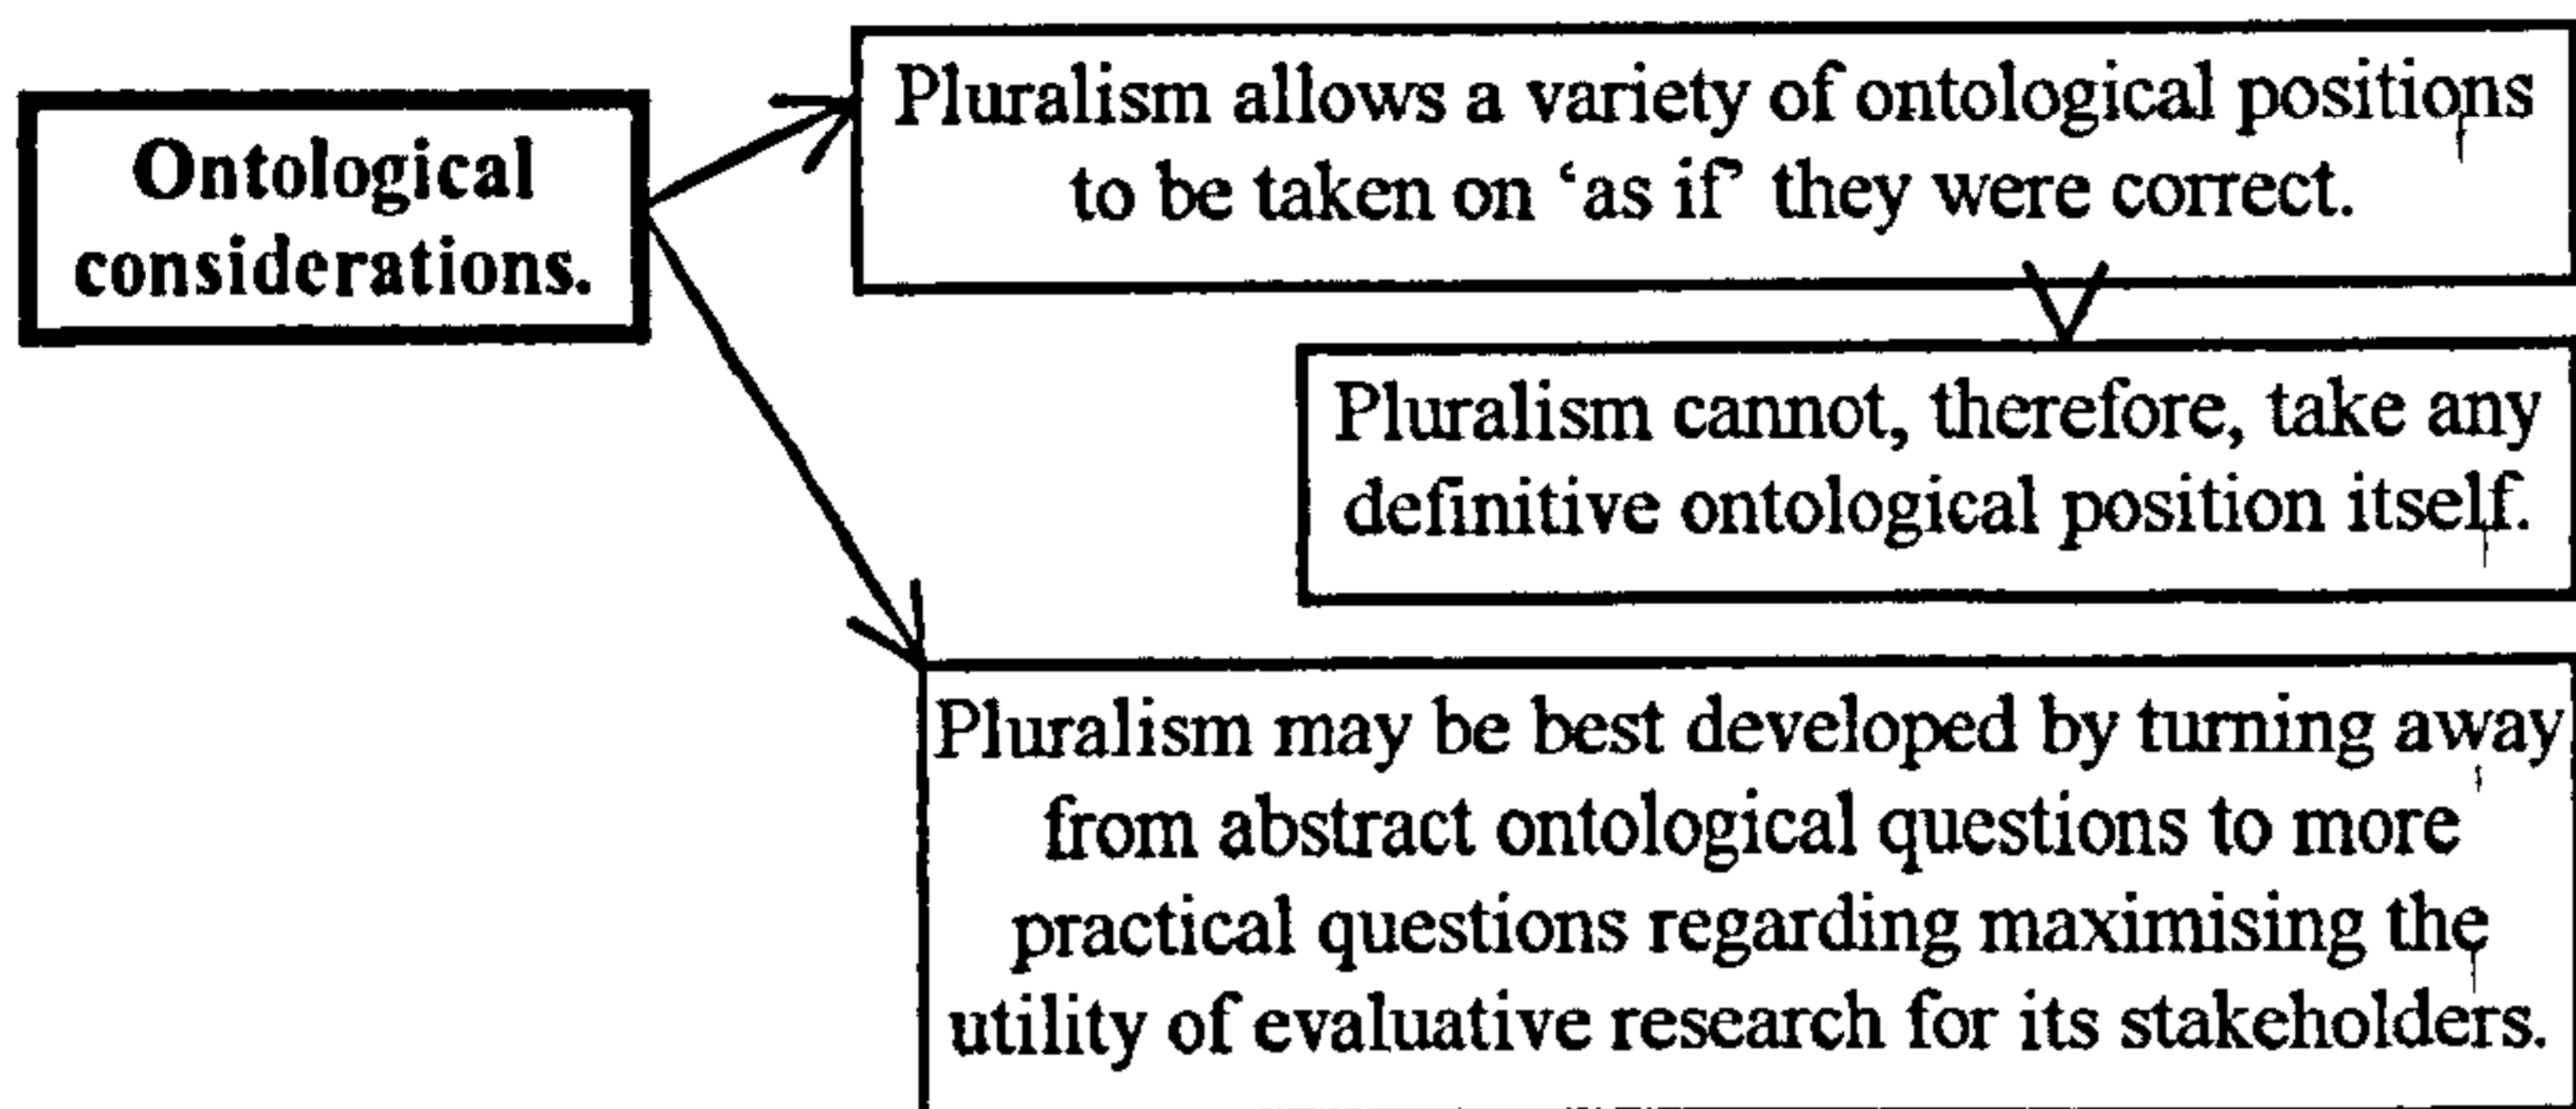 Ontological
considerations.
Pluralism allows a variety of ontological positions
to be taken on ‘as if’ they were correct.
Pluralism cannot, therefore, take any
definitive ontological position itself.
Pluralism may be best developed by turning away
from abstract ontological questions to more
practical questions regarding maximising the
utility of evaluative research for its stakeholders.